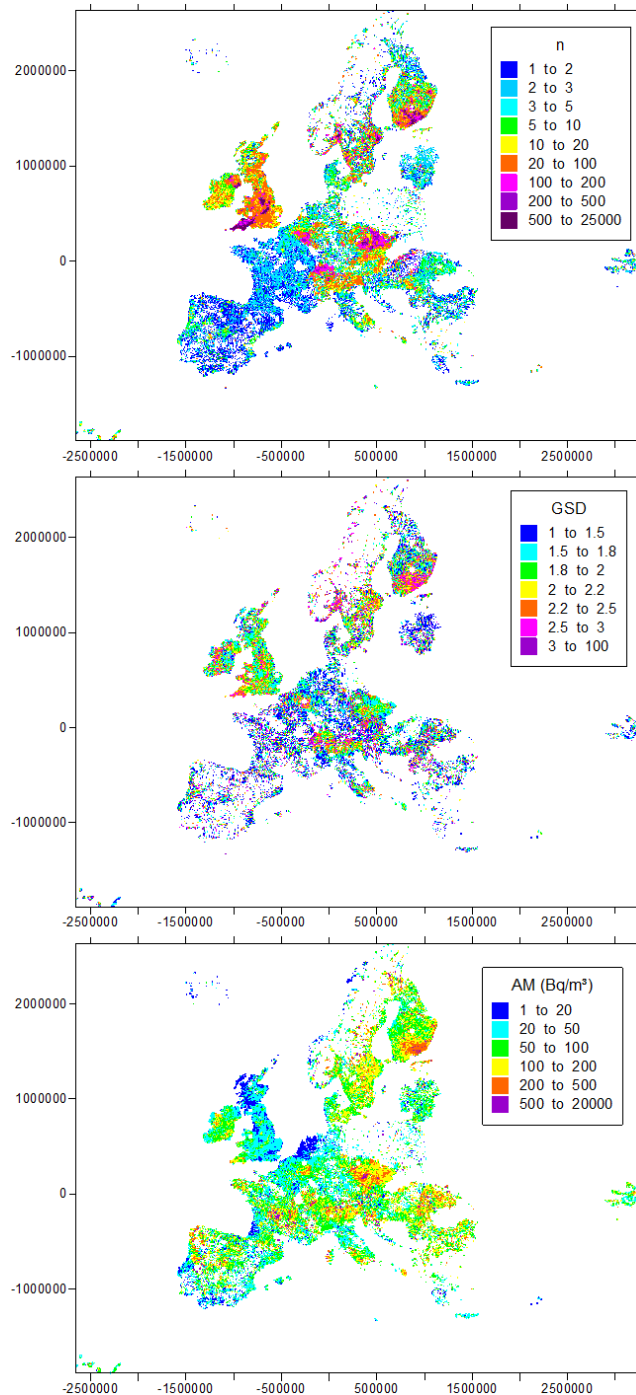 n
1 to 2
2 to 3
3 to 5
5 to 10
10 to 20
20 to 100
100 to 200
200 to 500
500 to 25000
2000000
1000000
0
-1000000
-2500000 -1500000 -500000 500000 1500000 2500000
GSD
1 to 1.5
1.5 to 1.8
1.8 to 2
2 to 2.2
2.2 to 2.5
2.5 to 3
3 to 100
2000000
1000000
0
-1000000
-2500000 -1500000 -500000 500000 1500000 2500000
AM (Bq/m³)
1 to 20
20 to 50
50 to 100
100 to 200
200 to 500
500 to 20000
2000000
1000000
0
-1000000
-2500000 -1500000 -500000 500000 1500000 2500000